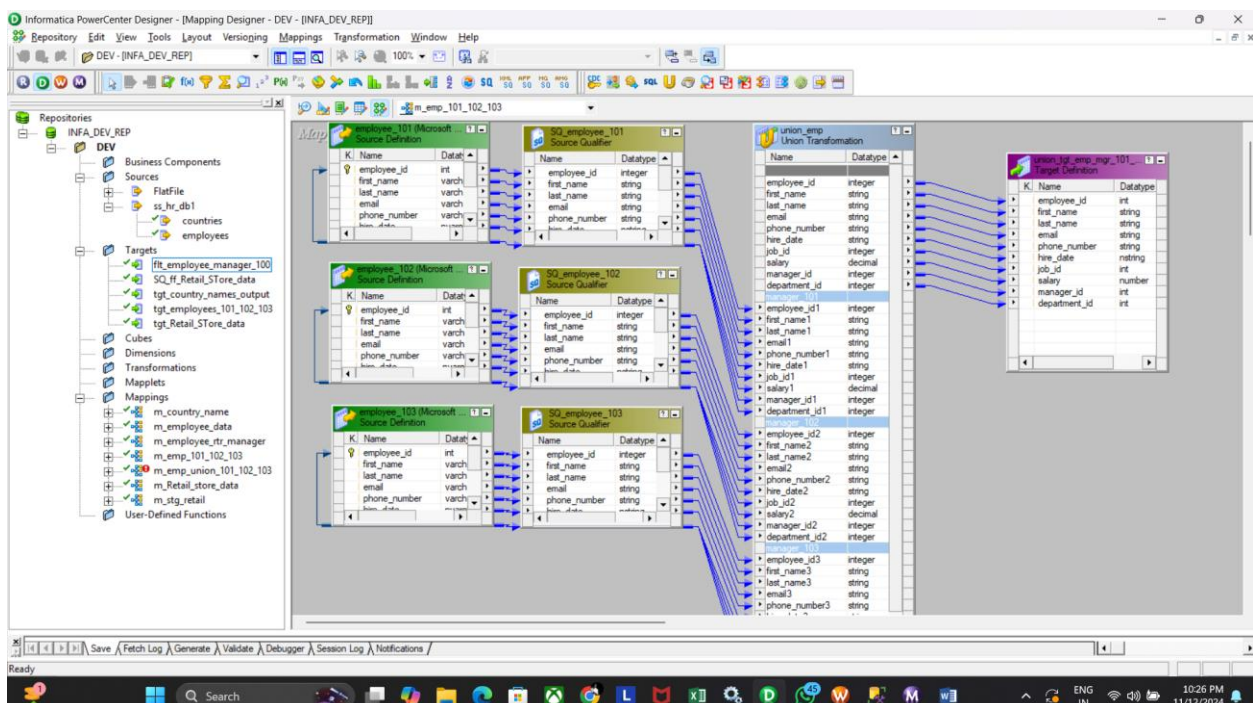 Informatica PowerCenter Designer - [Mapping Designer - DEV - [INFA_DEV_REP]]
Repository Edit View Tools Layout Versioning Mappings Transformation Window Help
DEV - [INFA_DEV_REP]
100%
m_emp_101_102_103
Repositories
INFA_DEV_REP
DEV
Business Components
Sources
FlatFile
ss_hr_db1
countries
employees
Targets
flt_employee_manager_100
SQ_ff_Retail_STore_data
tgt_country_names_output
tgt_employees_101_102_103
tgt_Retail_STore_data
Cubes
Dimensions
Transformations
Mapplets
Mappings
m_country_name
m_employee_data
m_employee_rtr_manager
m_emp_101_102_103
m_emp_union_101_102_103
m_Retail_store_data
m_stg_retail
User-Defined Functions
employee_101 (Microsoft ...
Source Definition
K. Name Datat
employee_id int
first_name varch
last_name varch
email varch
phone_number varch
SQ_employee_101
Source Qualifier
Name Datatype
employee_id integer
first_name string
last_name string
email string
phone_number string
employee_102 (Microsoft ...
Source Definition
K. Name Datat
employee_id int
first_name varch
last_name varch
email varch
phone_number varch
SQ_employee_102
Source Qualifier
Name Datatype
employee_id integer
first_name string
last_name string
email string
phone_number string
employee_103 (Microsoft ...
Source Definition
K. Name Datat
employee_id int
first_name varch
last_name varch
email varch
phone_number varch
SQ_employee_103
Source Qualifier
Name Datatype
employee_id integer
first_name string
last_name string
email string
phone_number string
union_emp
Union Transformation
Name Datatype
employee_id integer
first_name string
last_name string
email string
phone_number string
hire_date string
job_id integer
salary decimal
manager_id integer
department_id integer
manager_101
employee_id1 integer
first_name1 string
last_name1 string
email1 string
phone_number1 string
hire_date1 string
job_id1 integer
salary1 decimal
manager_id1 integer
department_id1 integer
manager_102
employee_id2 integer
first_name2 string
last_name2 string
email2 string
phone_number2 string
hire_date2 string
job_id2 integer
salary2 decimal
manager_id2 integer
department_id2 integer
manager_103
employee_id3 integer
first_name3 string
last_name3 string
email3 string
phone_number3 string
union_tgt_emp_mgr_101_...
Target Definition
K Name Datatype
employee_id int
first_name string
last_name string
email string
phone_number string
hire_date nstring
job_id int
salary number
manager_id int
department_id int
Save Fetch Log Generate Validate Debugger Session Log Notifications
Ready
Search
45
ENG
IN
10:26 PM
11/12/2024